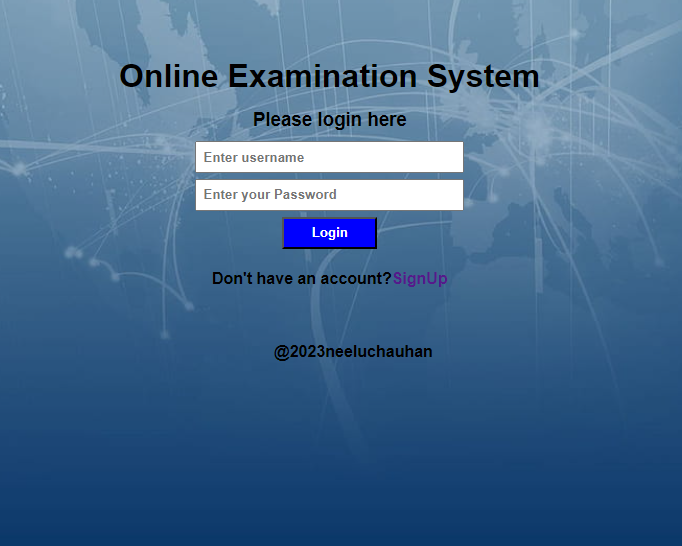 Online Examination System
Please login here
Enter username
Enter your Password
Login
Don't have an account?SignUp
@2023neeluchauhan